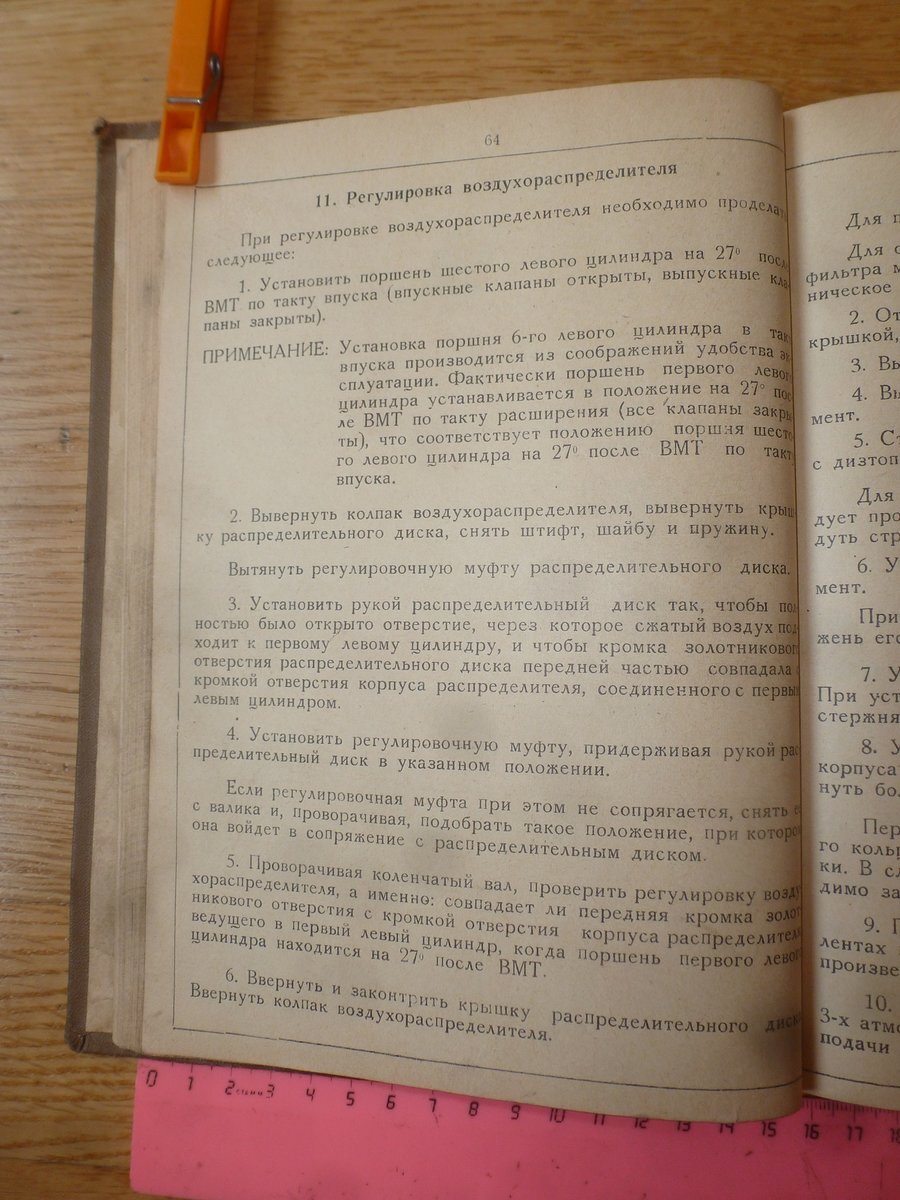 64
11. Регулировка воздухораспределителя
При регулировке воздухораспределителя необходимо проделат
следующее:
1. Установить поршень шестого левого цилиндра на 27° посл
ВМТ по такту впуска (впускные клапаны открыты, выпускные кла
паны закрыты).
ПРИМЕЧАНИЕ: Установка поршня 6-го левого цилиндра в так
впуска производится из соображений удобства эк
сплуатации. Фактически поршень первого левог
цилиндра устанавливается в положение на 27° пос
ле ВМТ по такту расширения (все клапаны закры
ты), что соответствует положению поршня шесто
го левого цилиндра на 27° после ВМТ по такт
впуска.
2. Вывернуть колпак воздухораспределителя, вывернуть крыш
ку распределительного диска, снять штифт, шайбу и пружину.
Вытянуть регулировочную муфту распределительного диска.
3. Установить рукой распределительный диск так, чтобы пол
ностью было открыто отверстие, через которое сжатый воздух под
ходит к первому левому цилиндру, и чтобы кромка золотникового
отверстия распределительного диска передней частью совпадала с
кромкой отверстия корпуса распределителя, соединенного с первым
левым цилиндром.
4. Установить регулировочную муфту, придерживая рукой рас
пределительный диск в указанном положении.
Если регулировочная муфта при этом не сопрягается, снять е
с валика и, проворачивая, подобрать такое положение, при которо
она войдет в сопряжение с распределительным диском.
5. Проворачивая коленчатый вал, проверить регулировку возду
хораспределителя, а именно: совпадает ли передняя кромка золот
никового отверстия с кромкой отверстия корпуса распределителя
ведущего в первый левый цилиндр, когда поршень первого левог
цилиндра находится на 27° после ВМТ.
6. Ввернуть и законтрить крышку распределительного диск
Ввернуть колпак воздухораспределителя.
Для п
Для с
фильтра м
ническое
2. От
крышкой,
3. Вы
4. Вы
мент.
5. С
с дизтоп
Для
дует про
дуть стр
6. У
мент.
При
жень его
7. У
При уст
стержня
8. У
корпуса
нуть бол
Пер
го кольц
ки. В сл
димо за
9. П
лентах
произве
10.
3-х атмо
подачи
0 1 2 3 4 5 6 7 8 9 10 11 12 13 14 15 16 17 18